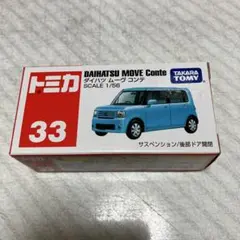 トミカ
DAIHATSU MOVE Conte
ダイハツ ムーヴ コンテ
SCALE 1/56
TAKARA
TOMY
33
サスペンション/後部ドア開閉